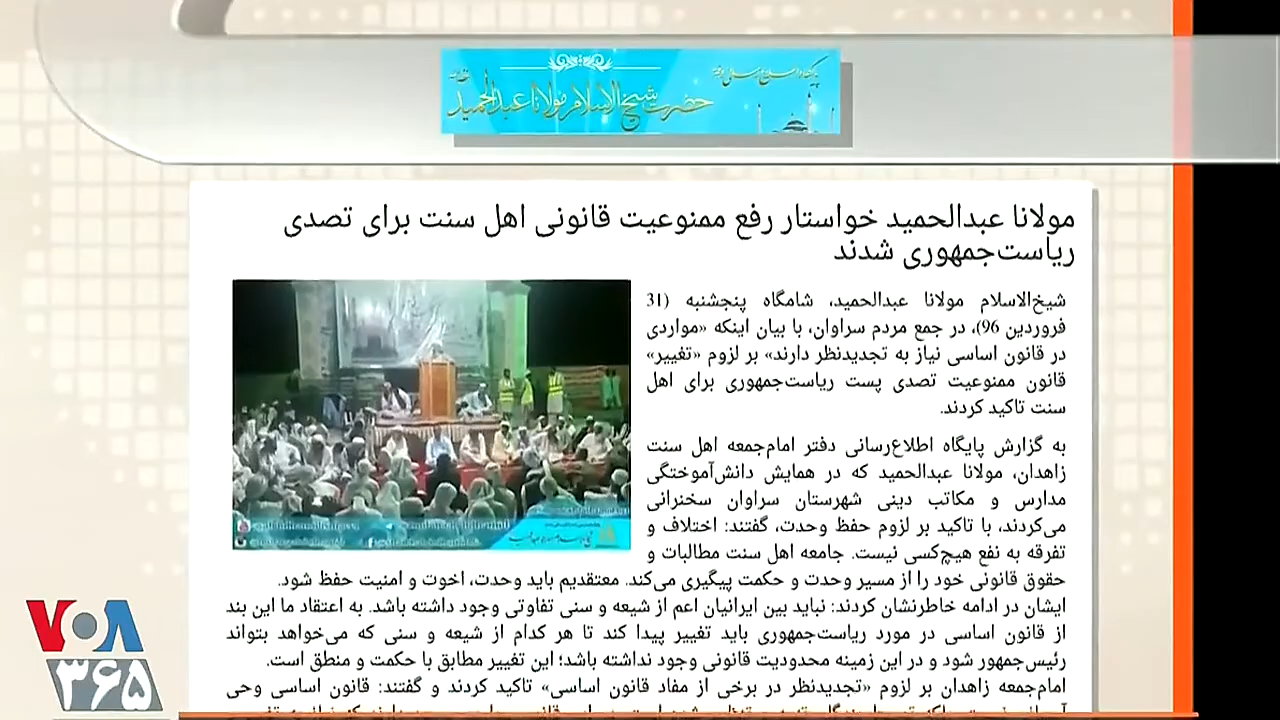 حضرت شیخ‌الاسلام مولانا عبدالحمید
مولانا عبدالحمید خواستار رفع ممنوعیت قانونی اهل سنت برای تصدی
ریاست‌جمهوری شدند
شیخ‌الاسلام مولانا عبدالحمید، شامگاه پنجشنبه (31
فروردین 96)، در جمع مردم سراوان، با بیان اینکه «مواردی
در قانون اساسی نیاز به تجدیدنظر دارند» بر لزوم «تغییر»
قانون ممنوعیت تصدی پست ریاست‌جمهوری برای اهل
سنت تاکید کردند.
به گزارش پایگاه اطلاع‌رسانی دفتر امام‌جمعه اهل سنت
زاهدان، مولانا عبدالحمید که در همایش دانش‌آموختگی
مدارس و مکاتب دینی شهرستان سراوان سخنرانی
می‌کردند، با تاکید بر لزوم حفظ وحدت، گفتند: اختلاف و
تفرقه به نفع هیچ‌کسی نیست. جامعه اهل سنت مطالبات و
حقوق قانونی خود را از مسیر وحدت و حکمت پیگیری می‌کند. معتقدیم باید وحدت، اخوت و امنیت حفظ شود.
ایشان در ادامه خاطرنشان کردند: نباید بین ایرانیان اعم از شیعه و سنی تفاوتی وجود داشته باشد. به اعتقاد ما این بند
از قانون اساسی در مورد ریاست‌جمهوری باید تغییر پیدا کند تا هر کدام از شیعه و سنی که می‌خواهد بتواند
رئیس‌جمهور شود و در این زمینه محدودیت قانونی وجود نداشته باشد؛ این تغییر مطابق با حکمت و منطق است.
امام‌جمعه زاهدان بر لزوم «تجدیدنظر در برخی از مفاد قانون اساسی» تاکید کردند و گفتند: قانون اساسی وحی
VOA
۳۶۵